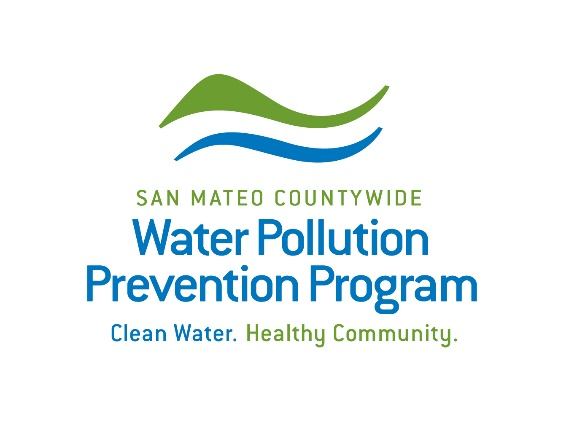 SAN MATEO COUNTYWIDE
Water Pollution
Prevention Program
Clean Water. Healthy Community.